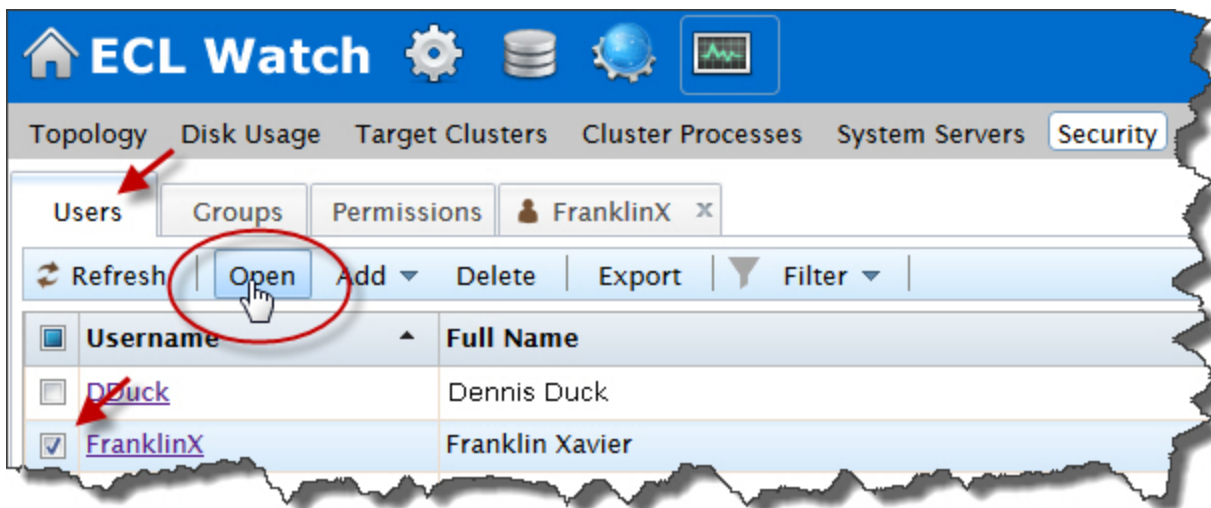 ECL Watch
Topology Disk Usage Target Clusters Cluster Processes System Servers Security
Users Groups Permissions FranklinX x
Refresh Open Add Delete Export Filter
Username Full Name
DDuck Dennis Duck
FranklinX Franklin Xavier